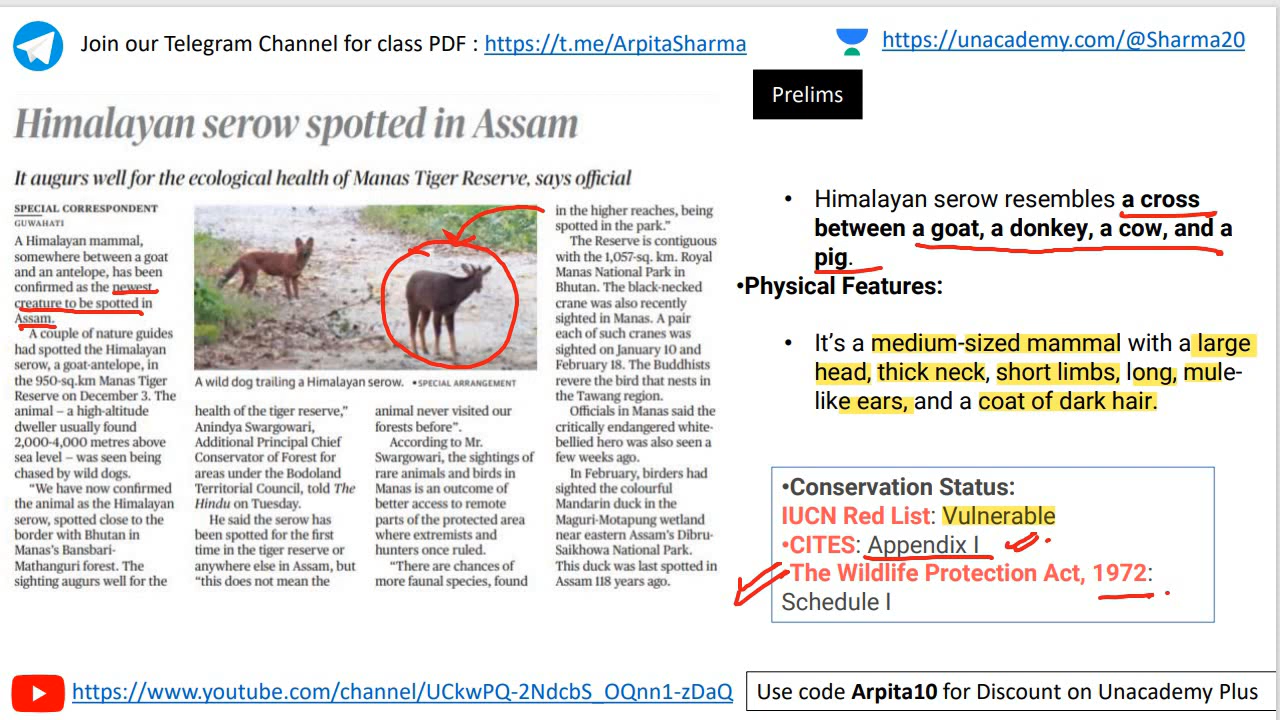 Join our Telegram Channel for class PDF : https://t.me/ArpitaSharma
https://unacademy.com/@Sharma20
Prelims
Himalayan serow spotted in Assam
It augurs well for the ecological health of Manas Tiger Reserve, says official
SPECIAL CORRESPONDENT
GUWAHATI
A Himalayan mammal,
somewhere between a goat
and an antelope, has been
confirmed as the newest
creature to be spotted in
Assam.
A couple of nature guides
had spotted the Himalayan
serow, a goat-antelope, in
the 950-sq.km Manas Tiger
Reserve on December 3. The
animal – a high-altitude
dweller usually found
2,000-4,000 metres above
sea level – was seen being
chased by wild dogs.
“We have now confirmed
the animal as the Himalayan
serow, spotted close to the
border with Bhutan in
Manas’s Bansbari-
Mathanguri forest. The
sighting augurs well for the
A wild dog trailing a Himalayan serow. •SPECIAL ARRANGEMENT
health of the tiger reserve,”
Anindya Swargowari,
Additional Principal Chief
Conservator of Forest for
areas under the Bodoland
Territorial Council, told The
Hindu on Tuesday.
He said the serow has
been spotted for the first
time in the tiger reserve or
anywhere else in Assam, but
“this does not mean the
animal never visited our
forests before”.
According to Mr.
Swargowari, the sightings of
rare animals and birds in
Manas is an outcome of
better access to remote
parts of the protected area
where extremists and
hunters once ruled.
“There are chances of
more faunal species, found
in the higher reaches, being
spotted in the park.”
The Reserve is contiguous
with the 1,057-sq. km. Royal
Manas National Park in
Bhutan. The black-necked
crane was also recently
sighted in Manas. A pair
each of such cranes was
sighted on January 10 and
February 18. The Buddhists
revere the bird that nests in
the Tawang region.
Officials in Manas said the
critically endangered white-
bellied hero was also seen a
few weeks ago.
In February, birders had
sighted the colourful
Mandarin duck in the
Maguri-Motapung wetland
near eastern Assam’s Dibru-
Saikhowa National Park.
This duck was last spotted in
Assam 118 years ago.
• Himalayan serow resembles a cross
between a goat, a donkey, a cow, and a
pig.
•Physical Features:
• It’s a medium-sized mammal with a large
head, thick neck, short limbs, long, mule-
like ears, and a coat of dark hair.
•Conservation Status:
IUCN Red List: Vulnerable
•CITES: Appendix I
•The Wildlife Protection Act, 1972:
Schedule I
https://www.youtube.com/channel/UCkwPQ-2NdcbS_OQnn1-zDaQ
Use code Arpita10 for Discount on Unacademy Plus